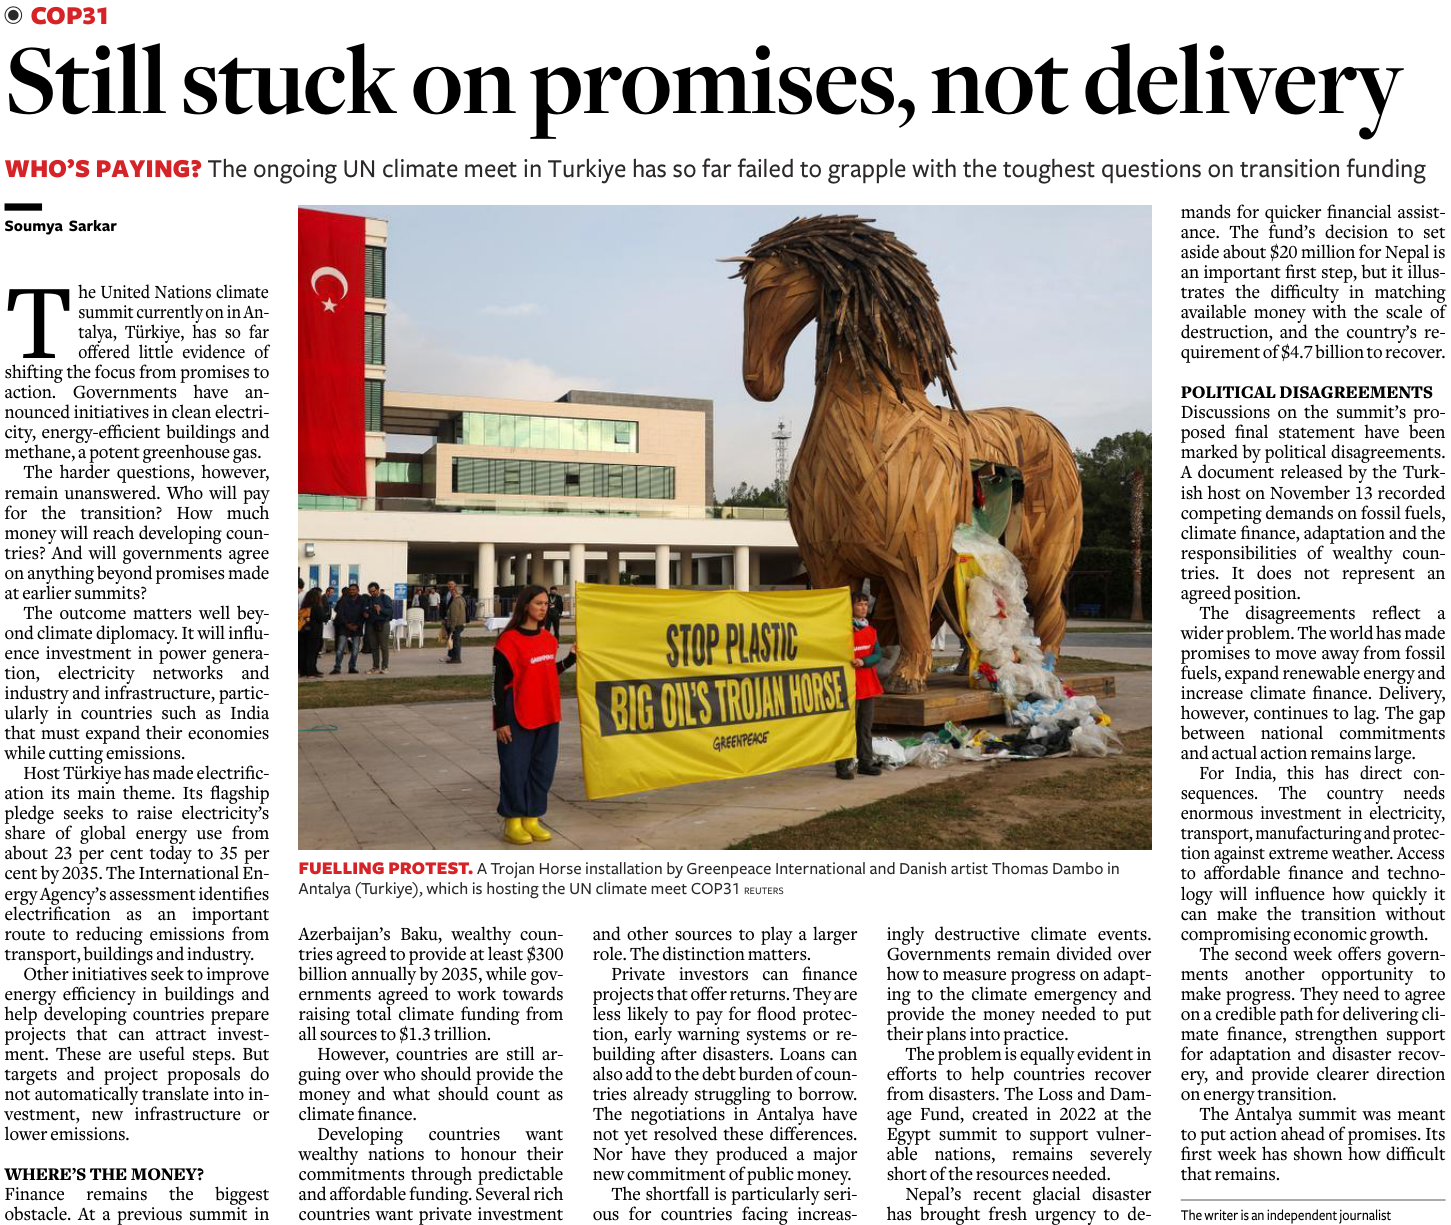 COP31
Still stuck on promises, not delivery
WHO'S PAYING? The ongoing UN climate meet in Turkiye has so far failed to grapple with the toughest questions on transition funding
Soumya Sarkar
The United Nations climate
summit currently on in An-
talya, Türkiye, has so far
offered little evidence of
shifting the focus from promises to
action. Governments have an-
nounced initiatives in clean electri-
city, energy-efficient buildings and
methane, a potent greenhouse gas.
The harder questions, however,
remain unanswered. Who will pay
for the transition? How much
money will reach developing coun-
tries? And will governments agree
on anything beyond promises made
at earlier summits?
The outcome matters well bey-
ond climate diplomacy. It will influ-
ence investment in power genera-
tion, electricity networks and
industry and infrastructure, partic-
ularly in countries such as India
that must expand their economies
while cutting emissions.
Host Türkiye has made electrific-
ation its main theme. Its flagship
pledge seeks to raise electricity's
share of global energy use from
about 23 per cent today to 35 per
cent by 2035. The International En-
ergy Agency's assessment identifies
electrification as an important
route to reducing emissions from
transport, buildings and industry.
Other initiatives seek to improve
energy efficiency in buildings and
help developing countries prepare
projects that can attract invest-
ment. These are useful steps. But
targets and project proposals do
not automatically translate into in-
vestment, new infrastructure or
lower emissions.
WHERE'S THE MONEY?
Finance remains the biggest
obstacle. At a previous summit in
STOP PLASTIC
BIG OIL'S TROJAN HORSE
GREENPEACE
GREENPEACE
FUELLING PROTEST. A Trojan Horse installation by Greenpeace International and Danish artist Thomas Dambo in
Antalya (Turkiye), which is hosting the UN climate meet COP31 REUTERS
Azerbaijan's Baku, wealthy coun-
tries agreed to provide at least $300
billion annually by 2035, while gov-
ernments agreed to work towards
raising total climate funding from
all sources to $1.3 trillion.
However, countries are still ar-
guing over who should provide the
money and what should count as
climate finance.
Developing countries want
wealthy nations to honour their
commitments through predictable
and affordable funding. Several rich
countries want private investment
and other sources to play a larger
role. The distinction matters.
Private investors can finance
projects that offer returns. They are
less likely to pay for flood protec-
tion, early warning systems or re-
building after disasters. Loans can
also add to the debt burden of coun-
tries already struggling to borrow.
The negotiations in Antalya have
not yet resolved these differences.
Nor have they produced a major
new commitment of public money.
The shortfall is particularly seri-
ous for countries facing increas-
ingly destructive climate events.
Governments remain divided over
how to measure progress on adapt-
ing to the climate emergency and
provide the money needed to put
their plans into practice.
The problem is equally evident in
efforts to help countries recover
from disasters. The Loss and Dam-
age Fund, created in 2022 at the
Egypt summit to support vulner-
able nations, remains severely
short of the resources needed.
Nepal's recent glacial disaster
has brought fresh urgency to de-
mands for quicker financial assist-
ance. The fund's decision to set
aside about $20 million for Nepal is
an important first step, but it illus-
trates the difficulty in matching
available money with the scale of
destruction, and the country's re-
quirement of $4.7 billion to recover.
POLITICAL DISAGREEMENTS
Discussions on the summit's pro-
posed final statement have been
marked by political disagreements.
A document released by the Turk-
ish host on November 13 recorded
competing demands on fossil fuels,
climate finance, adaptation and the
responsibilities of wealthy coun-
tries. It does not represent an
agreed position.
The disagreements reflect a
wider problem. The world has made
promises to move away from fossil
fuels, expand renewable energy and
increase climate finance. Delivery,
however, continues to lag. The gap
between national commitments
and actual action remains large.
For India, this has direct con-
sequences. The country needs
enormous investment in electricity,
transport, manufacturing and protec-
tion against extreme weather. Access
to affordable finance and techno-
logy will influence how quickly it
can make the transition without
compromising economic growth.
The second week offers govern-
ments another opportunity to
make progress. They need to agree
on a credible path for delivering cli-
mate finance, strengthen support
for adaptation and disaster recov-
ery, and provide clearer direction
on energy transition.
The Antalya summit was meant
to put action ahead of promises. Its
first week has shown how difficult
that remains.
The writer is an independent journalist